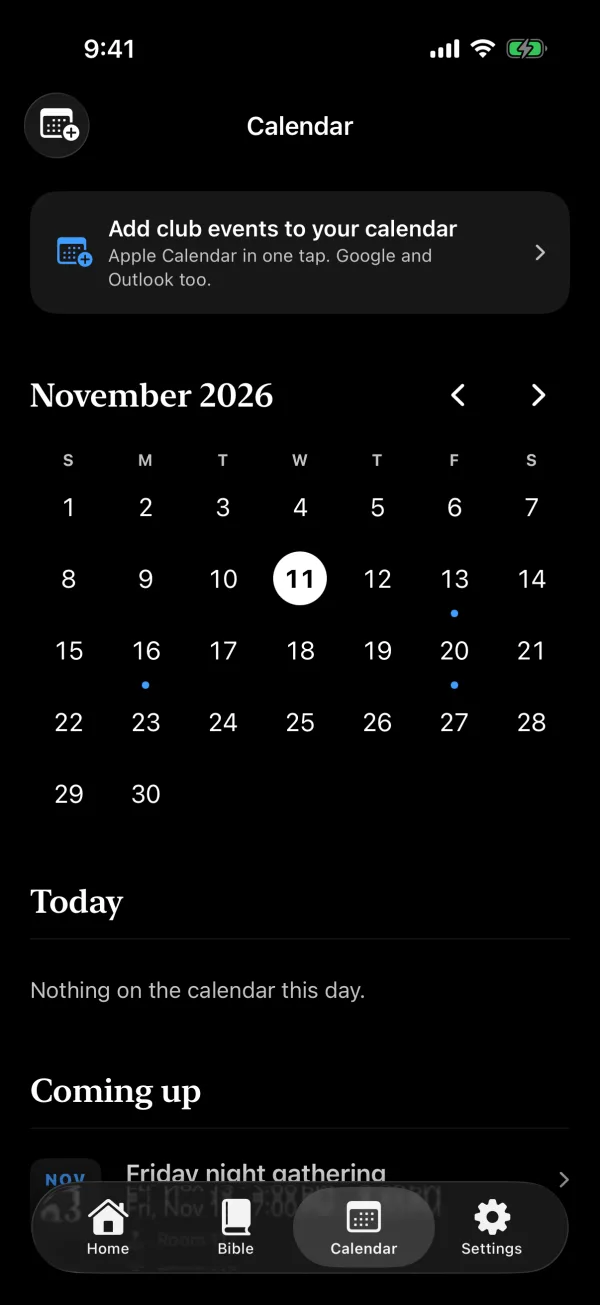 9:41
Calendar
Add club events to your calendar
Apple Calendar in one tap. Google and
Outlook too.
November 2026
S M T W T F S
1 2 3 4 5 6 7
8 9 10 11 12 13 14
15 16 17 18 19 20 21
22 23 24 25 26 27 28
29 30
Today
Nothing on the calendar this day.
Coming up
NOV
Friday night gathering
Fri, Nov
Room
Home Bible Calendar Settings